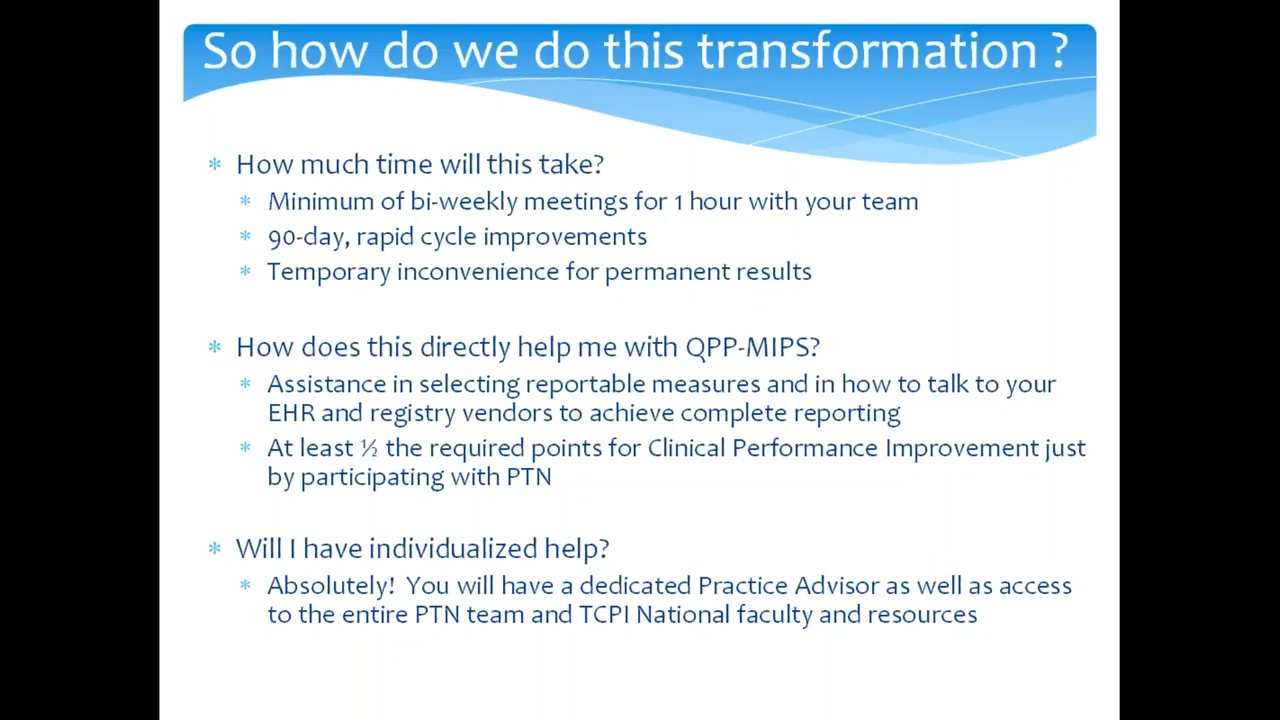 So how do we do this transformation ?
* How much time will this take?
* Minimum of bi-weekly meetings for 1 hour with your team
* 90-day, rapid cycle improvements
* Temporary inconvenience for permanent results
* How does this directly help me with QPP-MIPS?
* Assistance in selecting reportable measures and in how to talk to your
EHR and registry vendors to achieve complete reporting
* At least ½ the required points for Clinical Performance Improvement just
by participating with PTN
* Will I have individualized help?
* Absolutely! You will have a dedicated Practice Advisor as well as access
to the entire PTN team and TCPI National faculty and resources